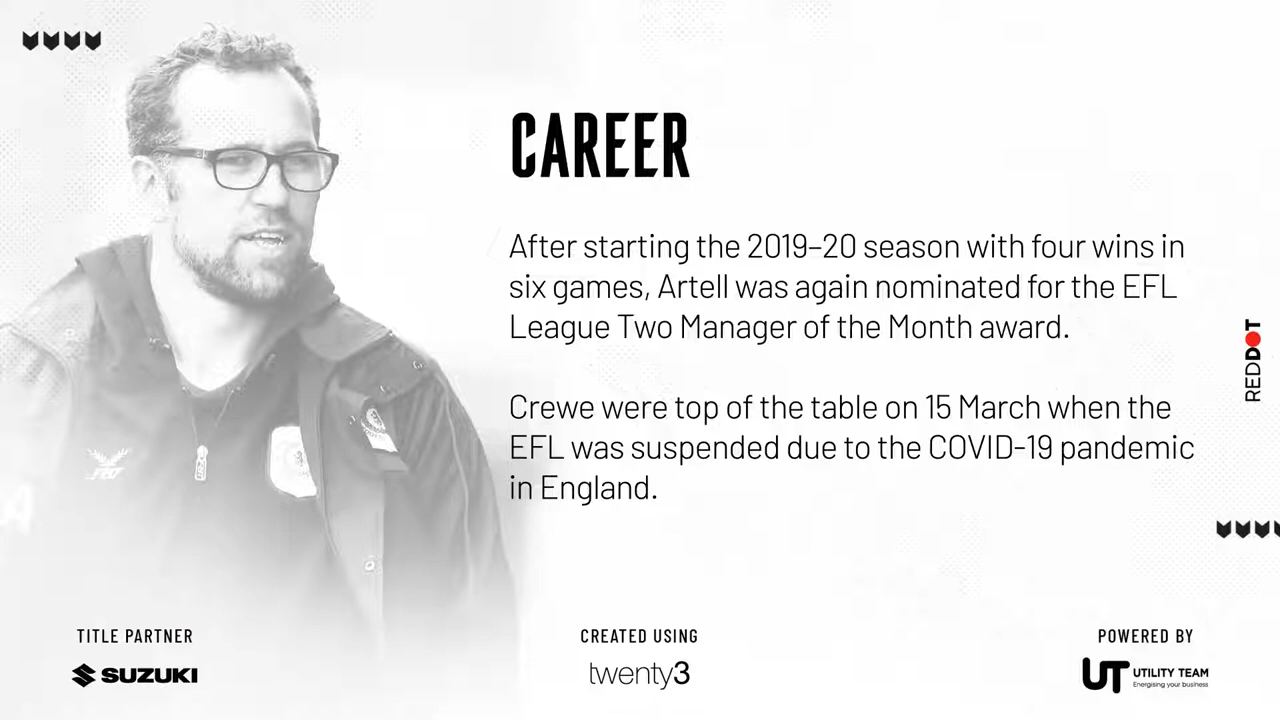 CAREER
After starting the 2019–20 season with four wins in
six games, Artell was again nominated for the EFL
League Two Manager of the Month award.
Crewe were top of the table on 15 March when the
EFL was suspended due to the COVID-19 pandemic
in England.
REDDOT
TITLE PARTNER
SUZUKI
CREATED USING
twenty3
POWERED BY
UT UTILITY TEAM
Energising your business